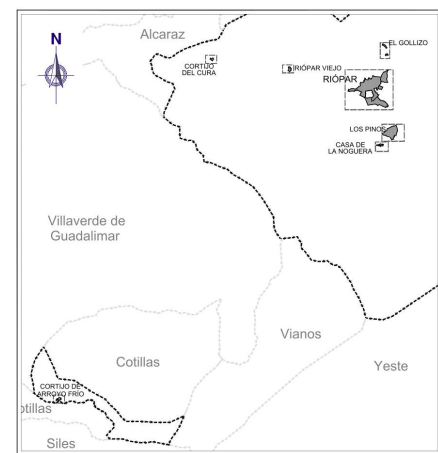 Alcaraz
N
EL GOLLIZO
CORTIJO
DEL CURA
RIÓPAR VIEJO
RIÓPAR
LOS PINOS
CASA DE
LA NOGUERA
Villaverde de
Guadalimar
Vianos
Cotillas
Yeste
CORTIJO DE
ARROYO FRÍO
otillas
Siles